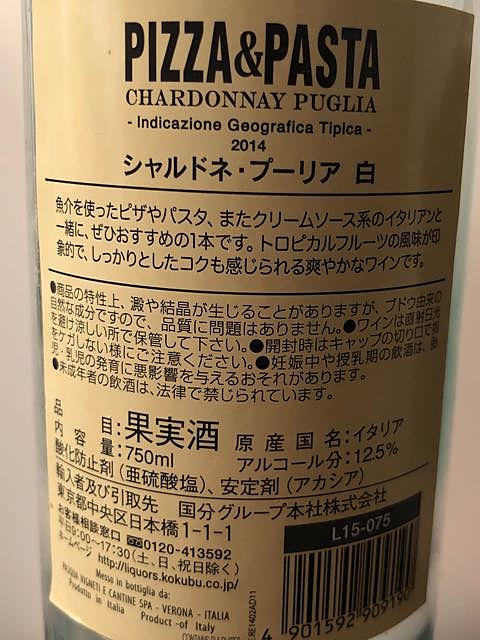 PIZZA&PASTA
CHARDONNAY PUGLIA
- Indicazione Geografica Tipica -
2014
シャルドネ・プーリア 白
魚介を使ったピザやパスタ、またクリームソース系のイタリアンと
一緒に、ぜひおすすめの1本です。トロピカルフルーツの風味が印
象的で、しっかりとしたコクも感じられる爽やかなワインです。
●商品の特性上、澱や結晶が生じることがありますが、ブドウ由来の
自然な成分ですので、品質に問題はありません。●ワインは直射日光
を避け涼しい所で保管して下さい。●開封時はキャップの切り口で指
をケガしない様にご注意ください。●妊娠中や授乳期の飲酒は、胎
児・乳児の発育に悪影響を与えるおそれがあります。
●未成年者の飲酒は、法律で禁じられています。
品目:果実酒 原産国名:イタリア
内容量:750ml アルコール分:12.5%
酸化防止剤(亜硫酸塩)、安定剤(アカシア)
輸入者及び引取先 国分グループ本社株式会社
東京都中央区日本橋1-1-1
お客様相談窓口 0120-413592
平日9:00~17:30(土、日、祝日除く)
ホームページ http://liquors.kokubu.co.jp/
Messo in bottiglia da:
PASQUA VIGNETI E CANTINE SPA - VERONA - ITALIA
Prodotto in Italia Product of Italy
L15-075
RE1402AD11
4 901592 909190